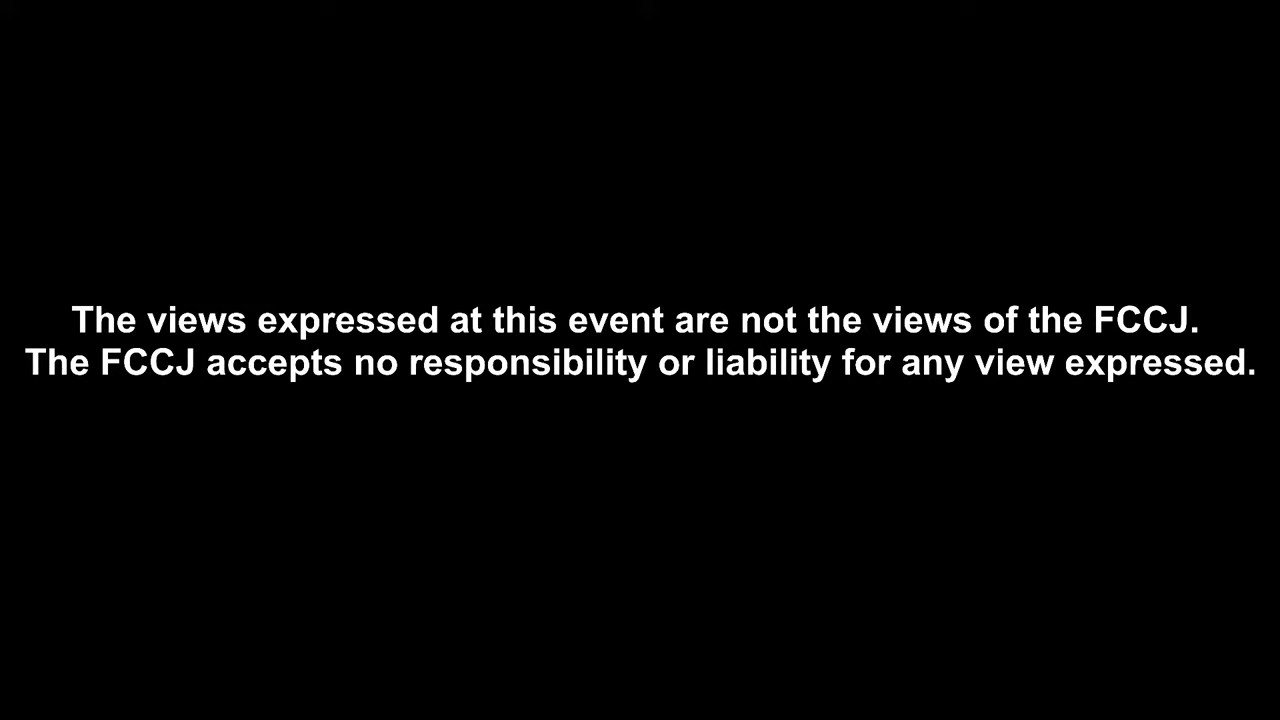 The views expressed at this event are not the views of the FCCJ.
The FCCJ accepts no responsibility or liability for any view expressed.